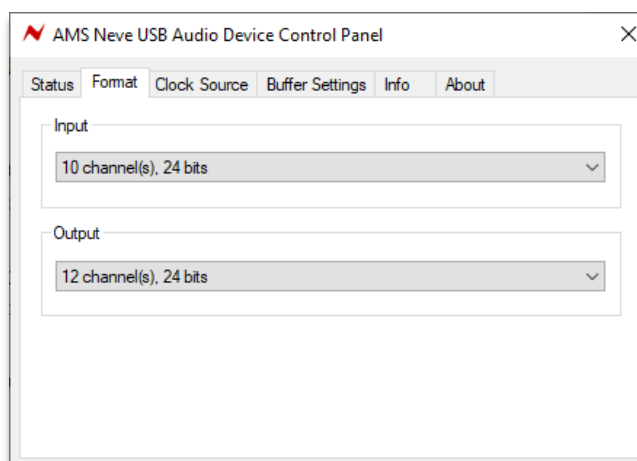 AMS Neve USB Audio Device Control Panel
Status Format Clock Source Buffer Settings Info About
Input
10 channel(s), 24 bits
Output
12 channel(s), 24 bits